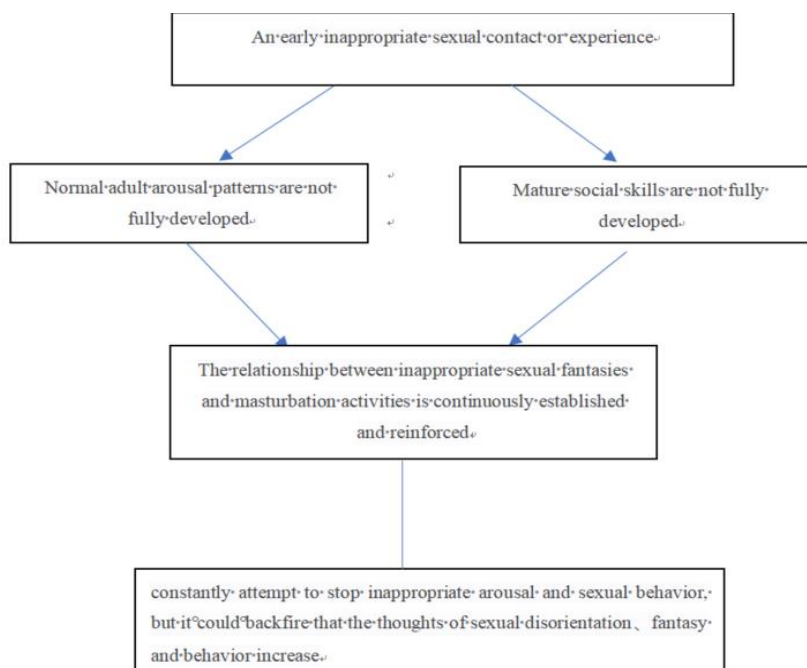 An early inappropriate sexual contact or experience
Normal adult arousal patterns are not
fully developed
Mature social skills are not fully
developed
The relationship between inappropriate sexual fantasies
and masturbation activities is continuously established
and reinforced
constantly attempt to stop inappropriate arousal and sexual behavior,
but it could backfire that the thoughts of sexual disorientation、fantasy
and behavior increase